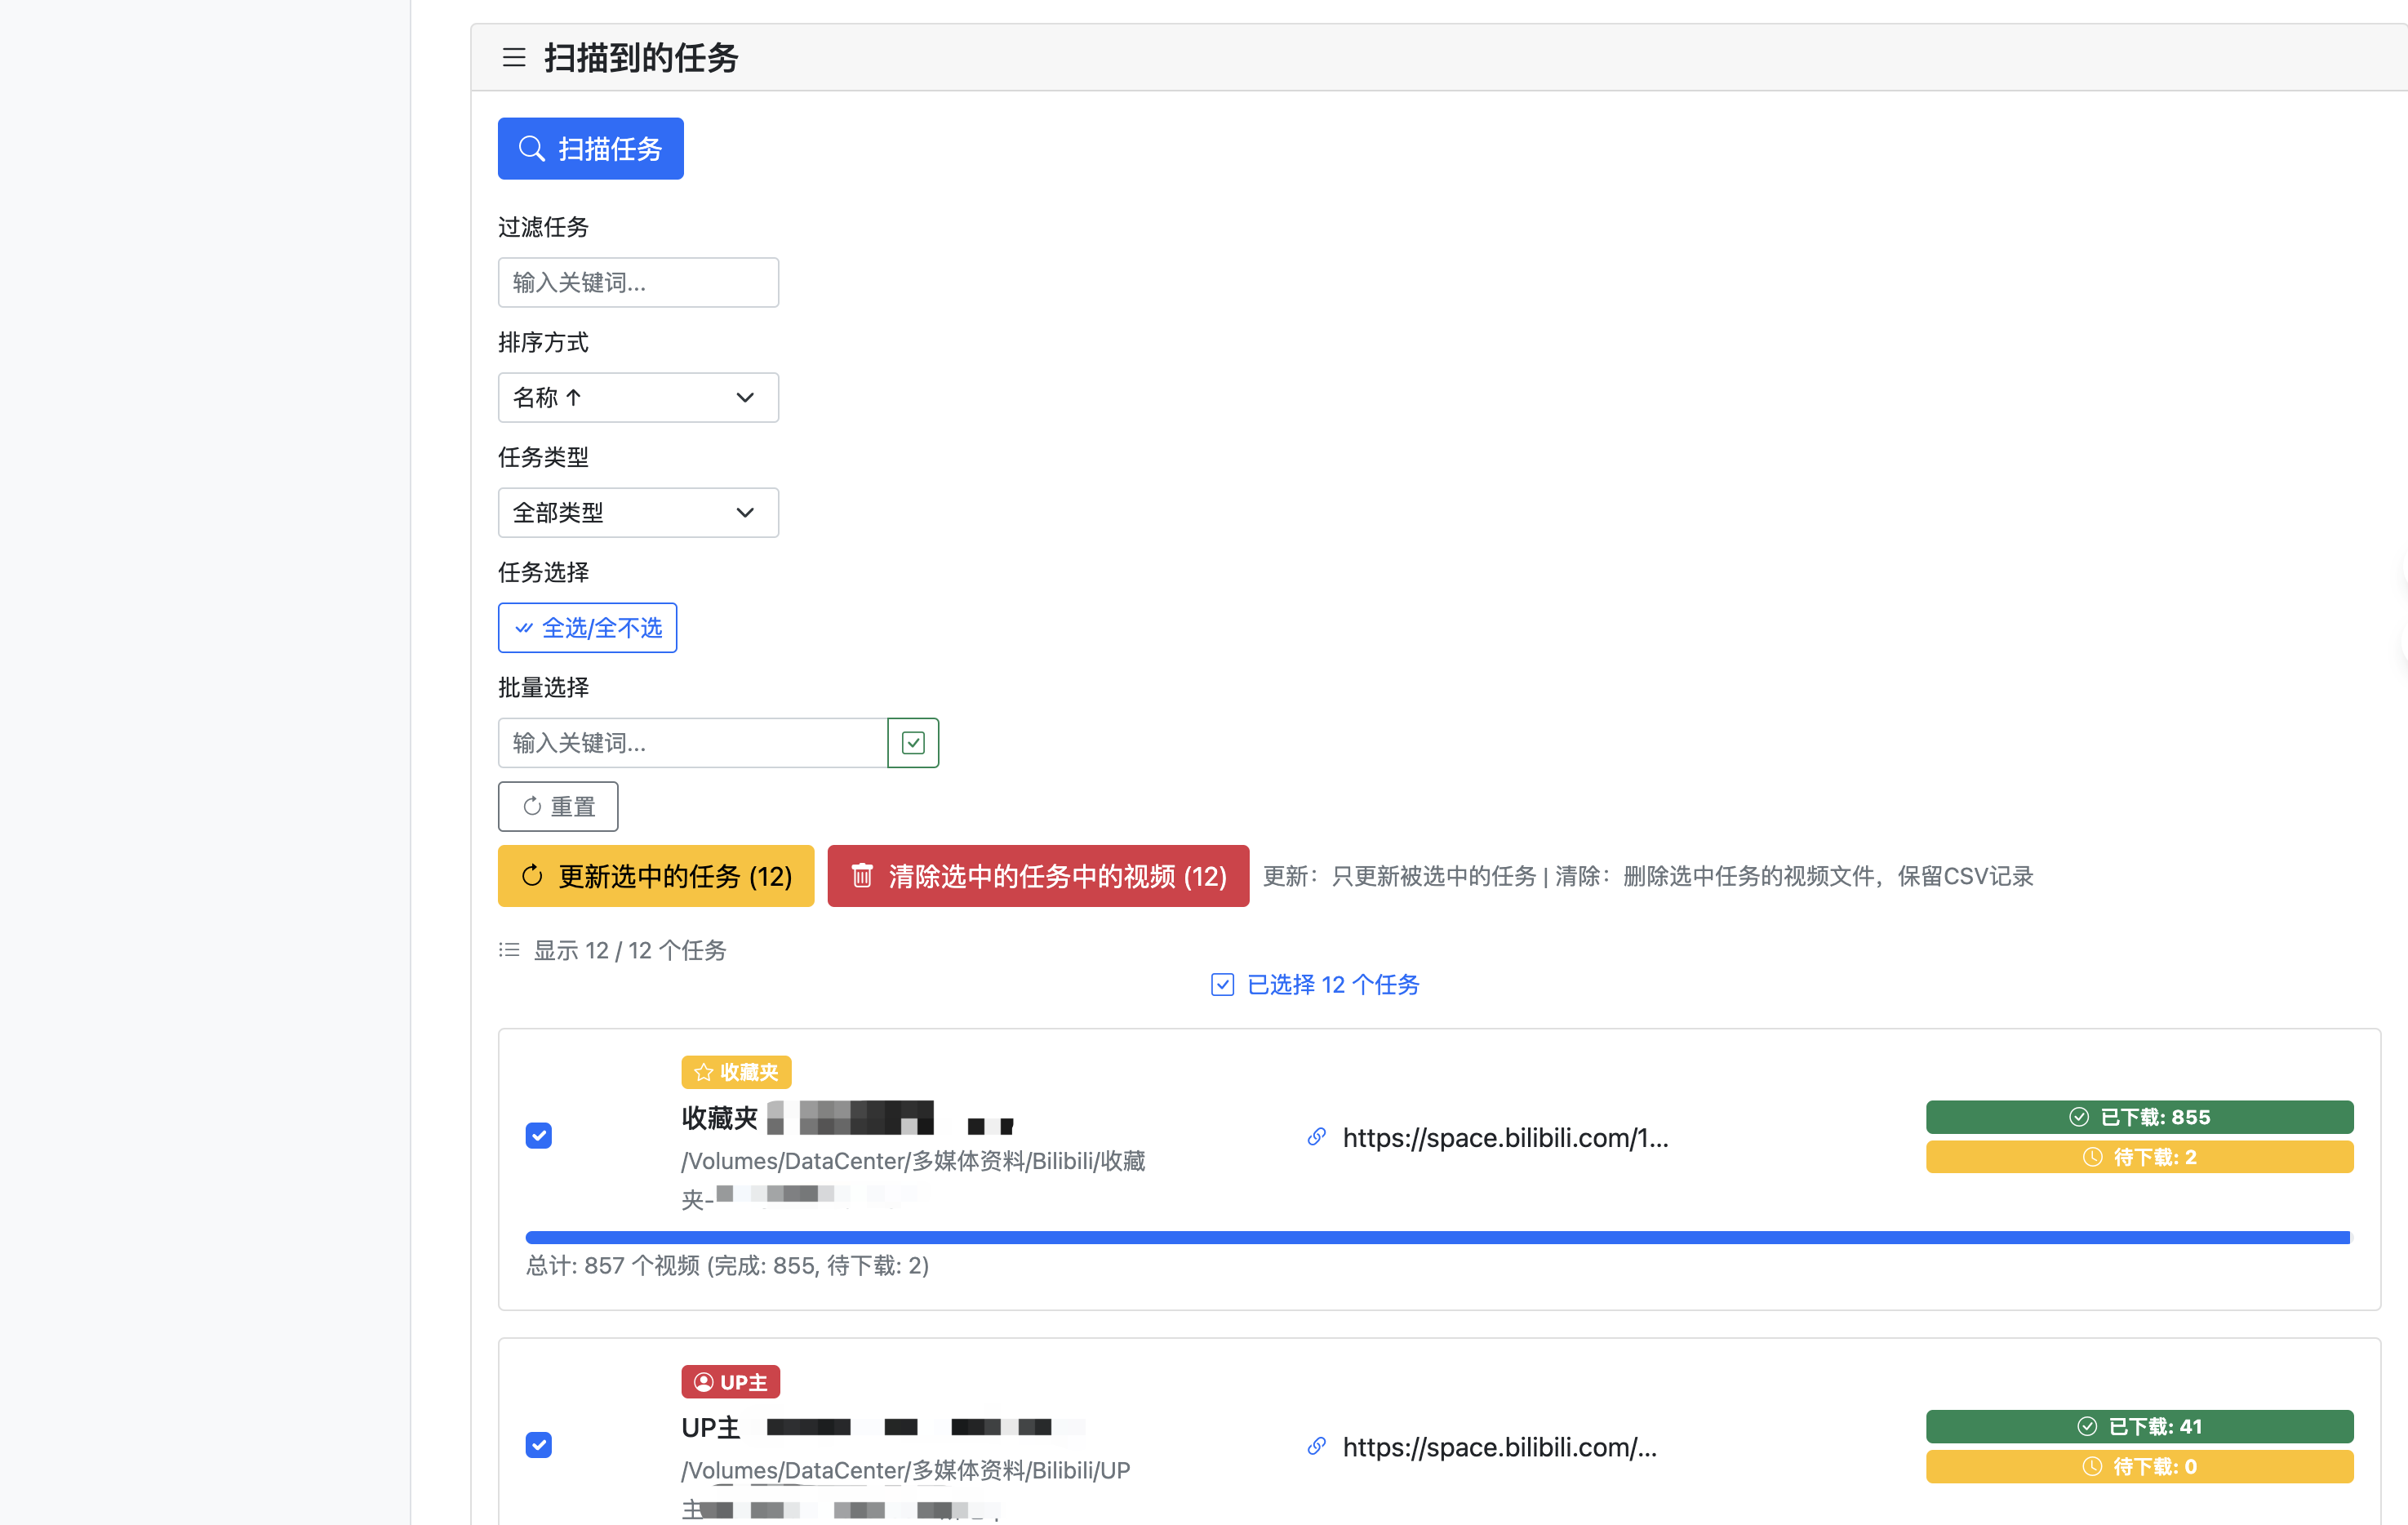 扫描到的任务
扫描任务
过滤任务
输入关键词...
排序方式
名称 ↑
任务类型
全部类型
任务选择
全选/全不选
批量选择
输入关键词...
重置
更新选中的任务 (12) 清除选中的任务中的视频 (12) 更新：只更新被选中的任务 | 清除：删除选中任务的视频文件，保留CSV记录
显示 12 / 12 个任务
已选择 12 个任务
收藏夹
收藏夹
/Volumes/DataCenter/多媒体资料/Bilibili/收藏
夹-
https://space.bilibili.com/1...
已下载: 855
待下载: 2
总计: 857 个视频 (完成: 855, 待下载: 2)
UP主
UP主
/Volumes/DataCenter/多媒体资料/Bilibili/UP
主
https://space.bilibili.com/...
已下载: 41
待下载: 0